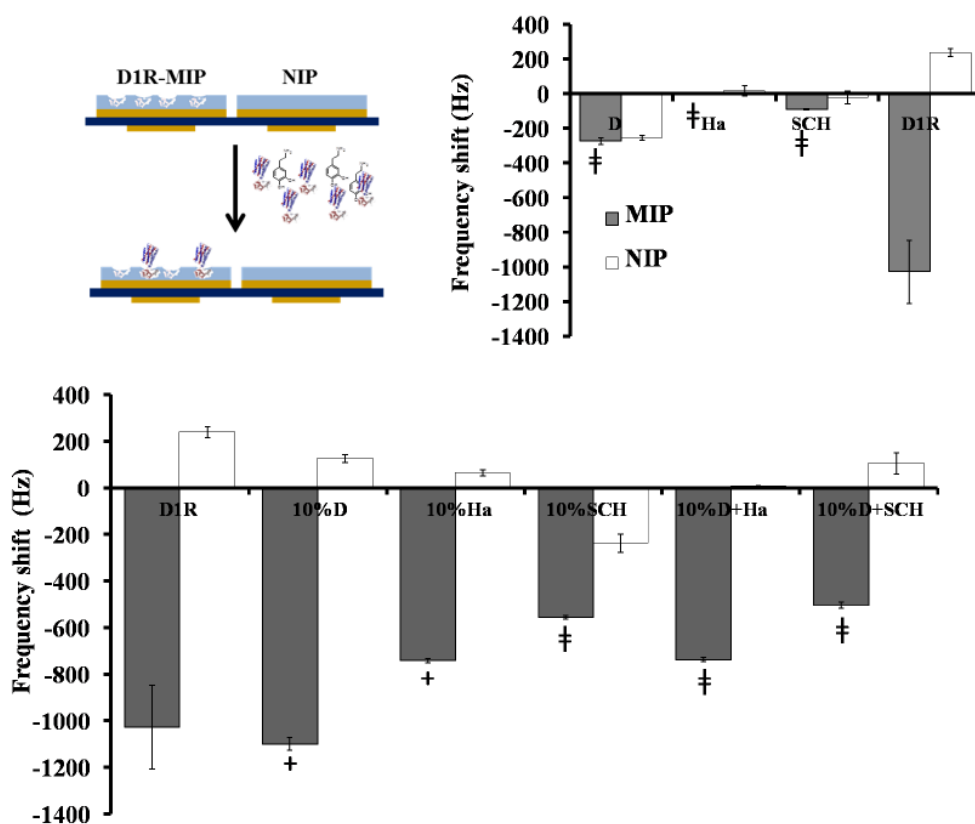 D1R-MIP NIP
Frequency shift (Hz)
400
200
0
-200
-400
-600
-800
-1000
-1200
-1400
D Ha SCH D1R
‡ ‡ ‡
MIP
NIP
Frequency shift (Hz)
400
200
0
-200
-400
-600
-800
-1000
-1200
-1400
D1R 10%D 10%Ha 10%SCH 10%D+Ha 10%D+SCH
+ + ‡ ‡ ‡